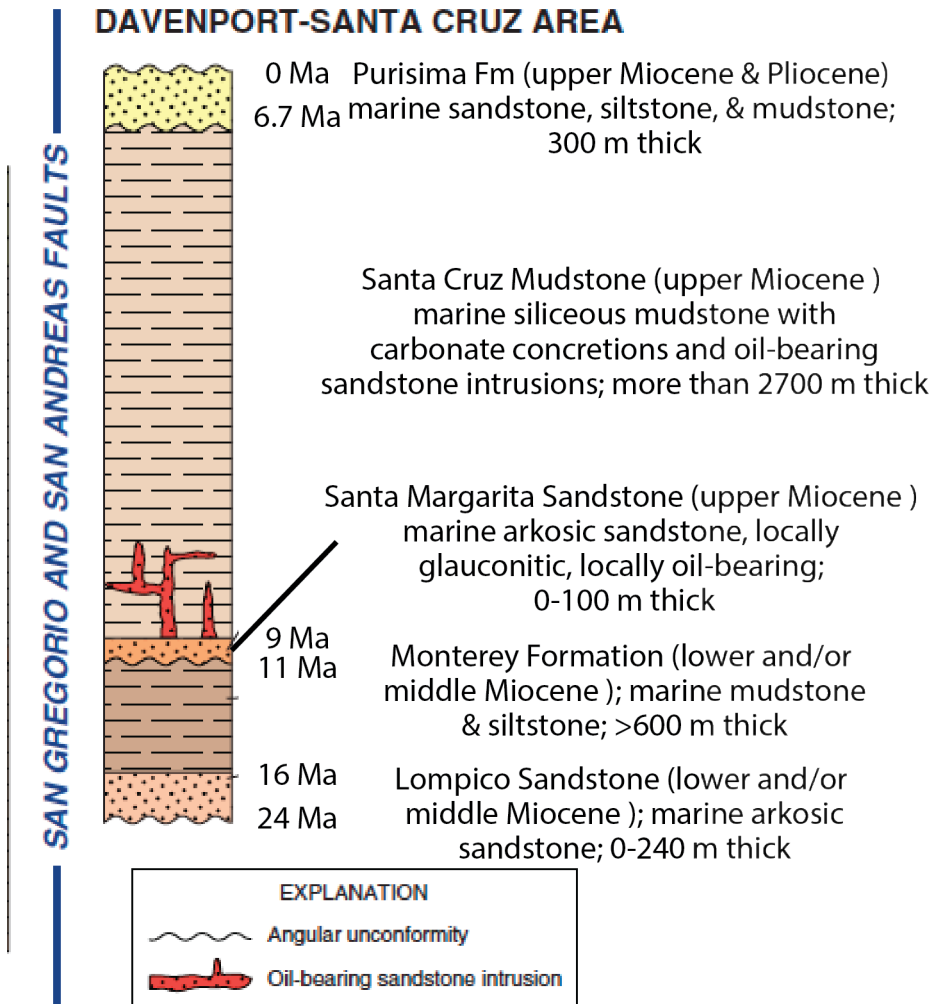 DAVENPORT-SANTA CRUZ AREA
SAN GREGORIO AND SAN ANDREAS FAULTS
0 Ma
6.7 Ma
Purisima Fm (upper Miocene & Pliocene)
marine sandstone, siltstone, & mudstone;
300 m thick
Santa Cruz Mudstone (upper Miocene )
marine siliceous mudstone with
carbonate concretions and oil-bearing
sandstone intrusions; more than 2700 m thick
Santa Margarita Sandstone (upper Miocene )
marine arkosic sandstone, locally
glauconitic, locally oil-bearing;
0-100 m thick
9 Ma
11 Ma
Monterey Formation (lower and/or
middle Miocene ); marine mudstone
& siltstone; >600 m thick
16 Ma
24 Ma
Lompico Sandstone (lower and/or
middle Miocene ); marine arkosic
sandstone; 0-240 m thick
EXPLANATION
Angular unconformity
Oil-bearing sandstone intrusion